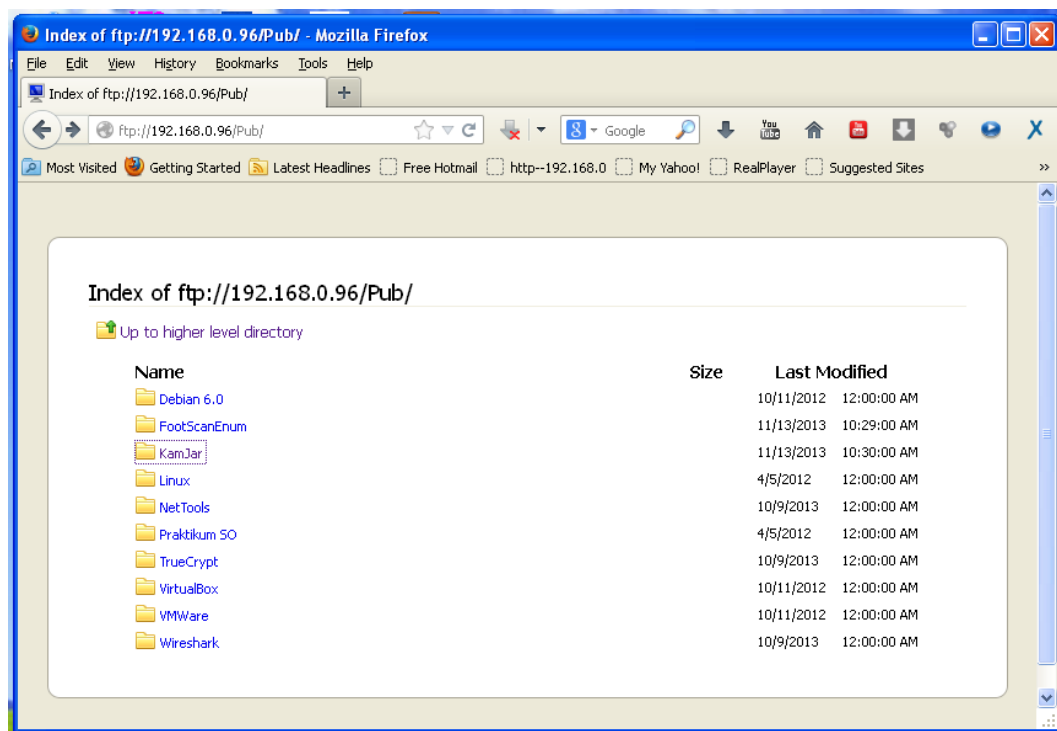 Index of ftp://192.168.0.96/Pub/ - Mozilla Firefox
File Edit View History Bookmarks Tools Help
Index of ftp://192.168.0.96/Pub/ +
ftp://192.168.0.96/Pub/ 8 Google You Tube X
Most Visited Getting Started Latest Headlines Free Hotmail http--192.168.0 My Yahoo! RealPlayer Suggested Sites »
Index of ftp://192.168.0.96/Pub/
Up to higher level directory
Name Size Last Modified
Debian 6.0 10/11/2012 12:00:00 AM
FootScanEnum 11/13/2013 10:29:00 AM
KamJar 11/13/2013 10:30:00 AM
Linux 4/5/2012 12:00:00 AM
NetTools 10/9/2013 12:00:00 AM
Praktikum SO 4/5/2012 12:00:00 AM
TrueCrypt 10/9/2013 12:00:00 AM
VirtualBox 10/11/2012 12:00:00 AM
VMWare 10/11/2012 12:00:00 AM
Wireshark 10/9/2013 12:00:00 AM